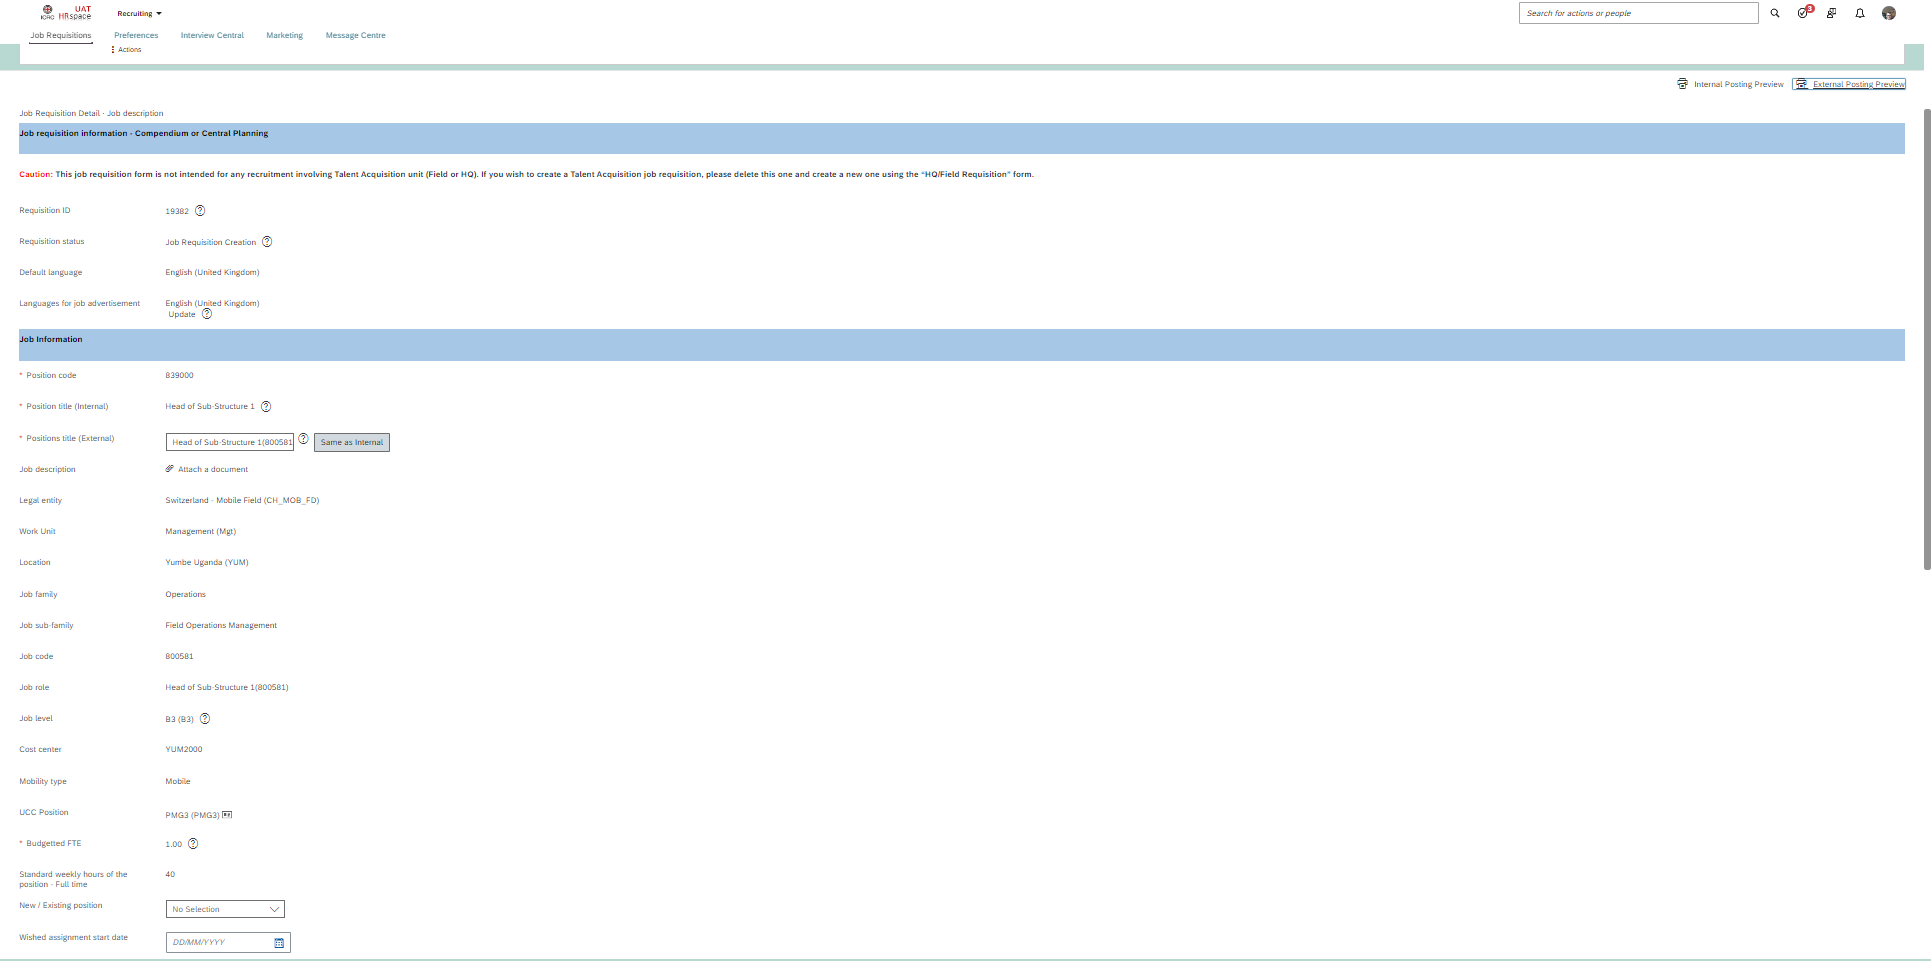 ICRC
UAT
HRspace
Recruiting
Search for actions or people
3
Job Requisitions
Preferences
Interview Central
Marketing
Message Centre
Actions
Internal Posting Preview
External Posting Preview
Job Requisition Detail - Job description
Job requisition information - Compendium or Central Planning
Caution: This job requisition form is not intended for any recruitment involving Talent Acquisition unit (Field or HQ). If you wish to create a Talent Acquisition job requisition, please delete this one and create a new one using the "HQ/Field Requisition" form.
Requisition ID
19382
Requisition status
Job Requisition Creation
Default language
English (United Kingdom)
Languages for job advertisement
English (United Kingdom)
Update
Job Information
* Position code
839000
* Position title (Internal)
Head of Sub-Structure 1
* Positions title (External)
Head of Sub-Structure 1(800581
Same as Internal
Job description
Attach a document
Legal entity
Switzerland - Mobile Field (CH_MOB_FD)
Work Unit
Management (Mgt)
Location
Yumbe Uganda (YUM)
Job family
Operations
Job sub-family
Field Operations Management
Job code
800581
Job role
Head of Sub-Structure 1(800581)
Job level
B3 (B3)
Cost center
YUM2000
Mobility type
Mobile
UCC Position
PMG3 (PMG3)
* Budgetted FTE
1.00
Standard weekly hours of the
position - Full time
40
New / Existing position
No Selection
Wished assignment start date
DD/MM/YYYY